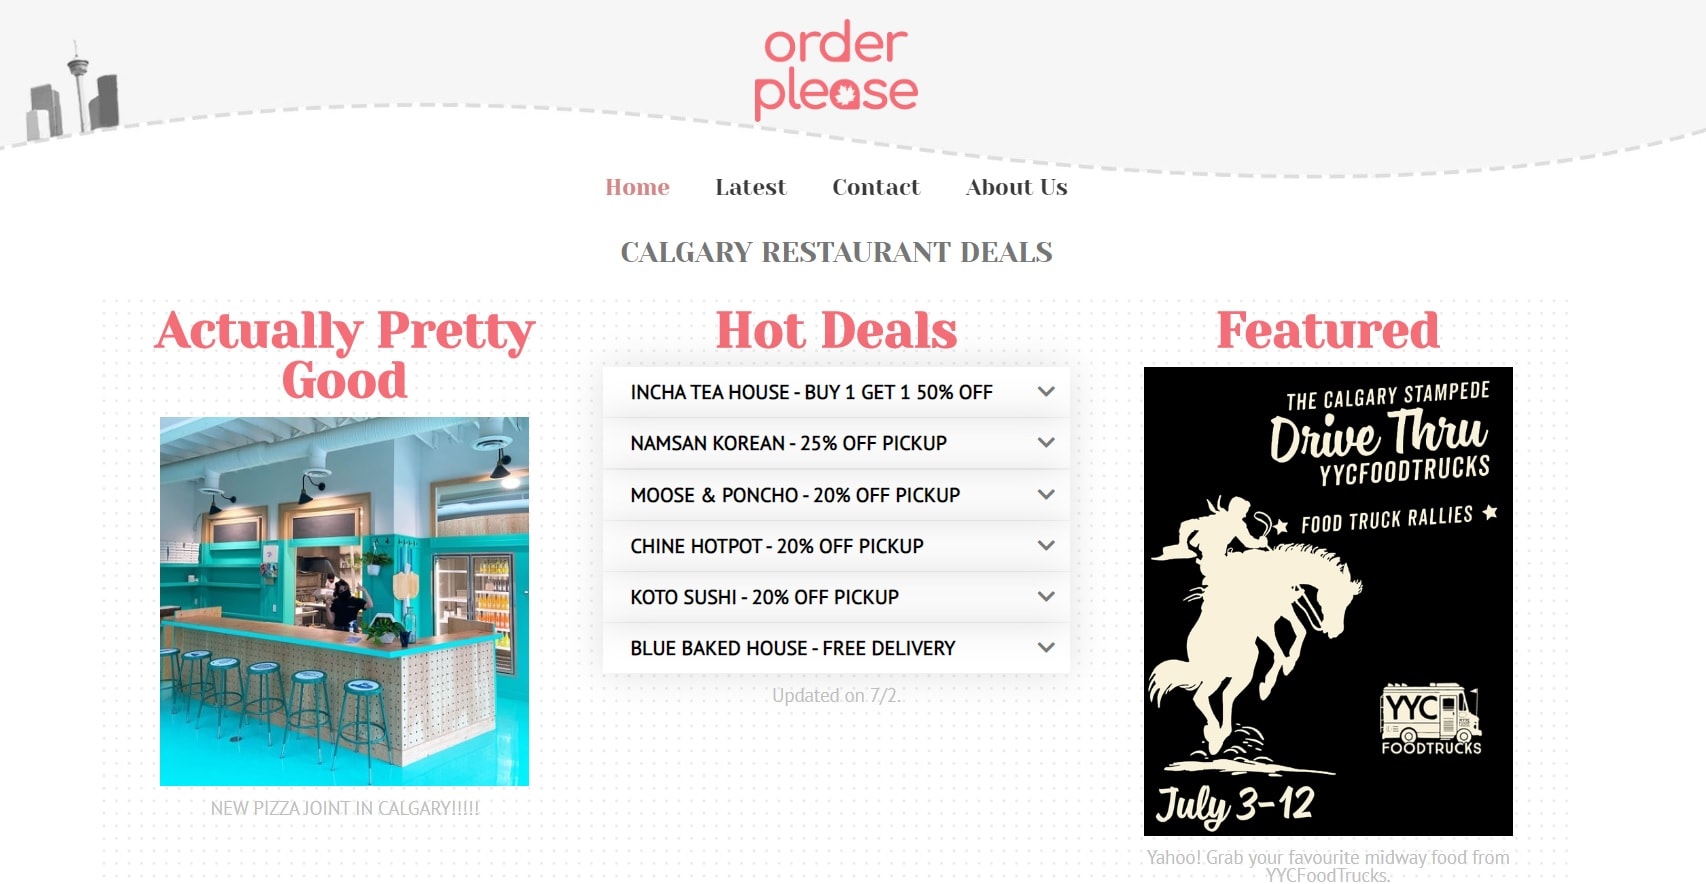 order
please
Home
Latest
Contact
About Us
CALGARY RESTAURANT DEALS
Actually Pretty
Good
NEW PIZZA JOINT IN CALGARY!!!!!
Hot Deals
INCHA TEA HOUSE - BUY 1 GET 1 50% OFF
NAMSAN KOREAN - 25% OFF PICKUP
MOOSE & PONCHO - 20% OFF PICKUP
CHINE HOTPOT - 20% OFF PICKUP
KOTO SUSHI - 20% OFF PICKUP
BLUE BAKED HOUSE - FREE DELIVERY
Updated on 7/2.
Featured
THE CALGARY STAMPEDE
Drive Thru
YYCFOODTRUCKS
FOOD TRUCK RALLIES
YYC
FOODTRUCKS
July 3-12
Yahoo! Grab your favourite midway food from
YYCFoodTrucks.